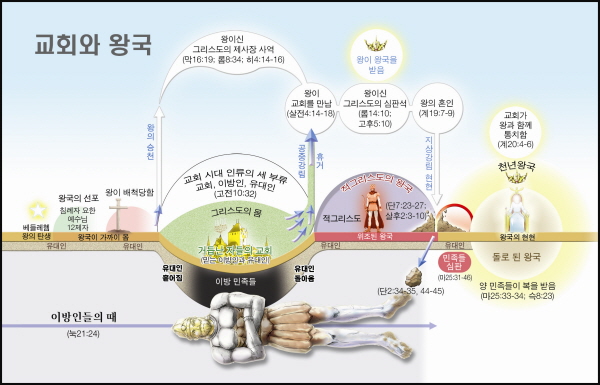 교회와 왕국
왕이신
그리스도의 제사장 사역
(막16:19; 롬8:34; 히4:14-16)
왕이 왕국을
받음
왕이
교회를 만남
(살전4:14-18)
왕이신
그리스도의 심판석
(롬14:10;
고후5:10)
왕의 혼인
(계19:7-9)
교회가
왕과 함께
통치함
(계20:4-6)
왕의 승천
공중강림
휴거
지상강림 현현
천년왕국
교회 시대 인류의 세 부류
교회, 이방인, 유대인
(고전10:32)
그리스도의 몸
적그리스도의 왕국
(단7:23-27;
살후2:3-10)
적그리스도
왕국의 선포
침례자 요한
예수님
12제자
왕이 배척당함
베들레헴
왕의 탄생
왕국이 가까이 옴
위조된 왕국
왕국의 현현
유대인
유대인
유대인
유대인
유대인
거듭난 자들의 교회
(믿는 이방인과 유대인)
유대인
흩어짐
유대인
돌아옴
이방 민족들
민족들
심판
(마25:31-46)
돌로 된 왕국
(단2:34-35, 44-45)
양 민족들이 복을 받음
(마25:33-34; 슥8:23)
이방인들의 때
(눅21:24)